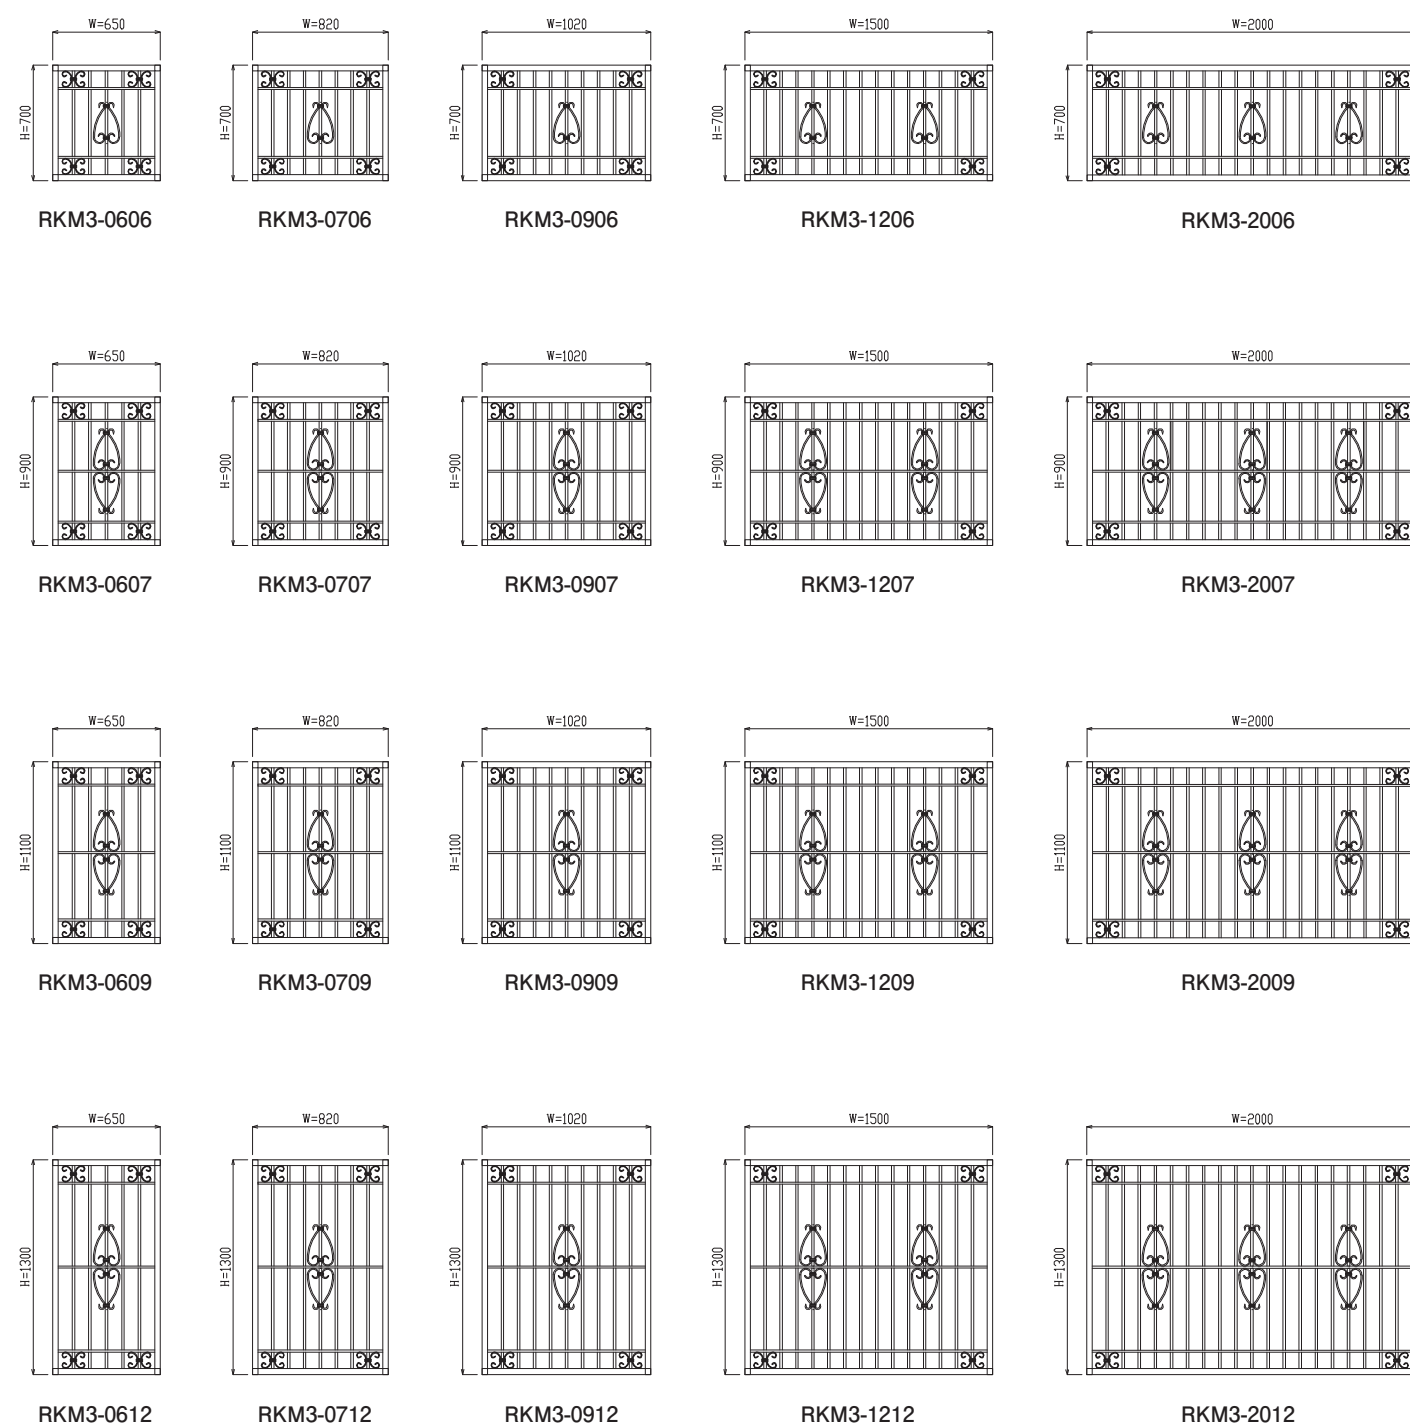 W=650 W=820 W=1020 W=1500 W=2000
H=700 H=700 H=700 H=700 H=700
RKM3-0606 RKM3-0706 RKM3-0906 RKM3-1206 RKM3-2006
W=650 W=820 W=1020 W=1500 W=2000
H=900 H=900 H=900 H=900 H=900
RKM3-0607 RKM3-0707 RKM3-0907 RKM3-1207 RKM3-2007
W=650 W=820 W=1020 W=1500 W=2000
H=1100 H=1100 H=1100 H=1100 H=1100
RKM3-0609 RKM3-0709 RKM3-0909 RKM3-1209 RKM3-2009
W=650 W=820 W=1020 W=1500 W=2000
H=1300 H=1300 H=1300 H=1300 H=1300
RKM3-0612 RKM3-0712 RKM3-0912 RKM3-1212 RKM3-2012